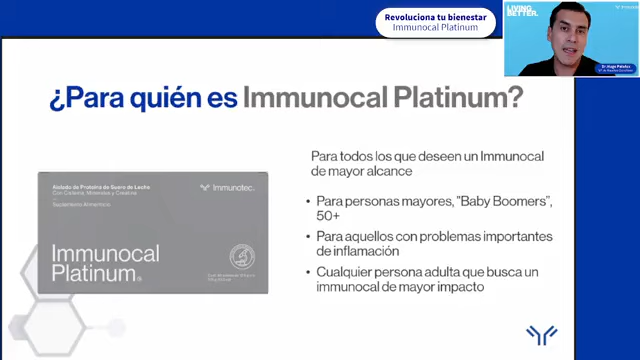 Revoluciona tu bienestar
Immunocal Platinum
LIVING
BETTER.
¿Para quién es Immunocal Platinum?
Aislado de Proteína de Suero de Leche
Con Cisteína, Minerales y Creatina
Suplemento Alimenticio
Immunotec
Immunocal
Platinum
Para todos los que deseen un Immunocal
de mayor alcance
• Para personas mayores, "Baby Boomers",
50+
• Para aquellos con problemas importantes
de inflamación
• Cualquier persona adulta que busca un
immunocal de mayor impacto